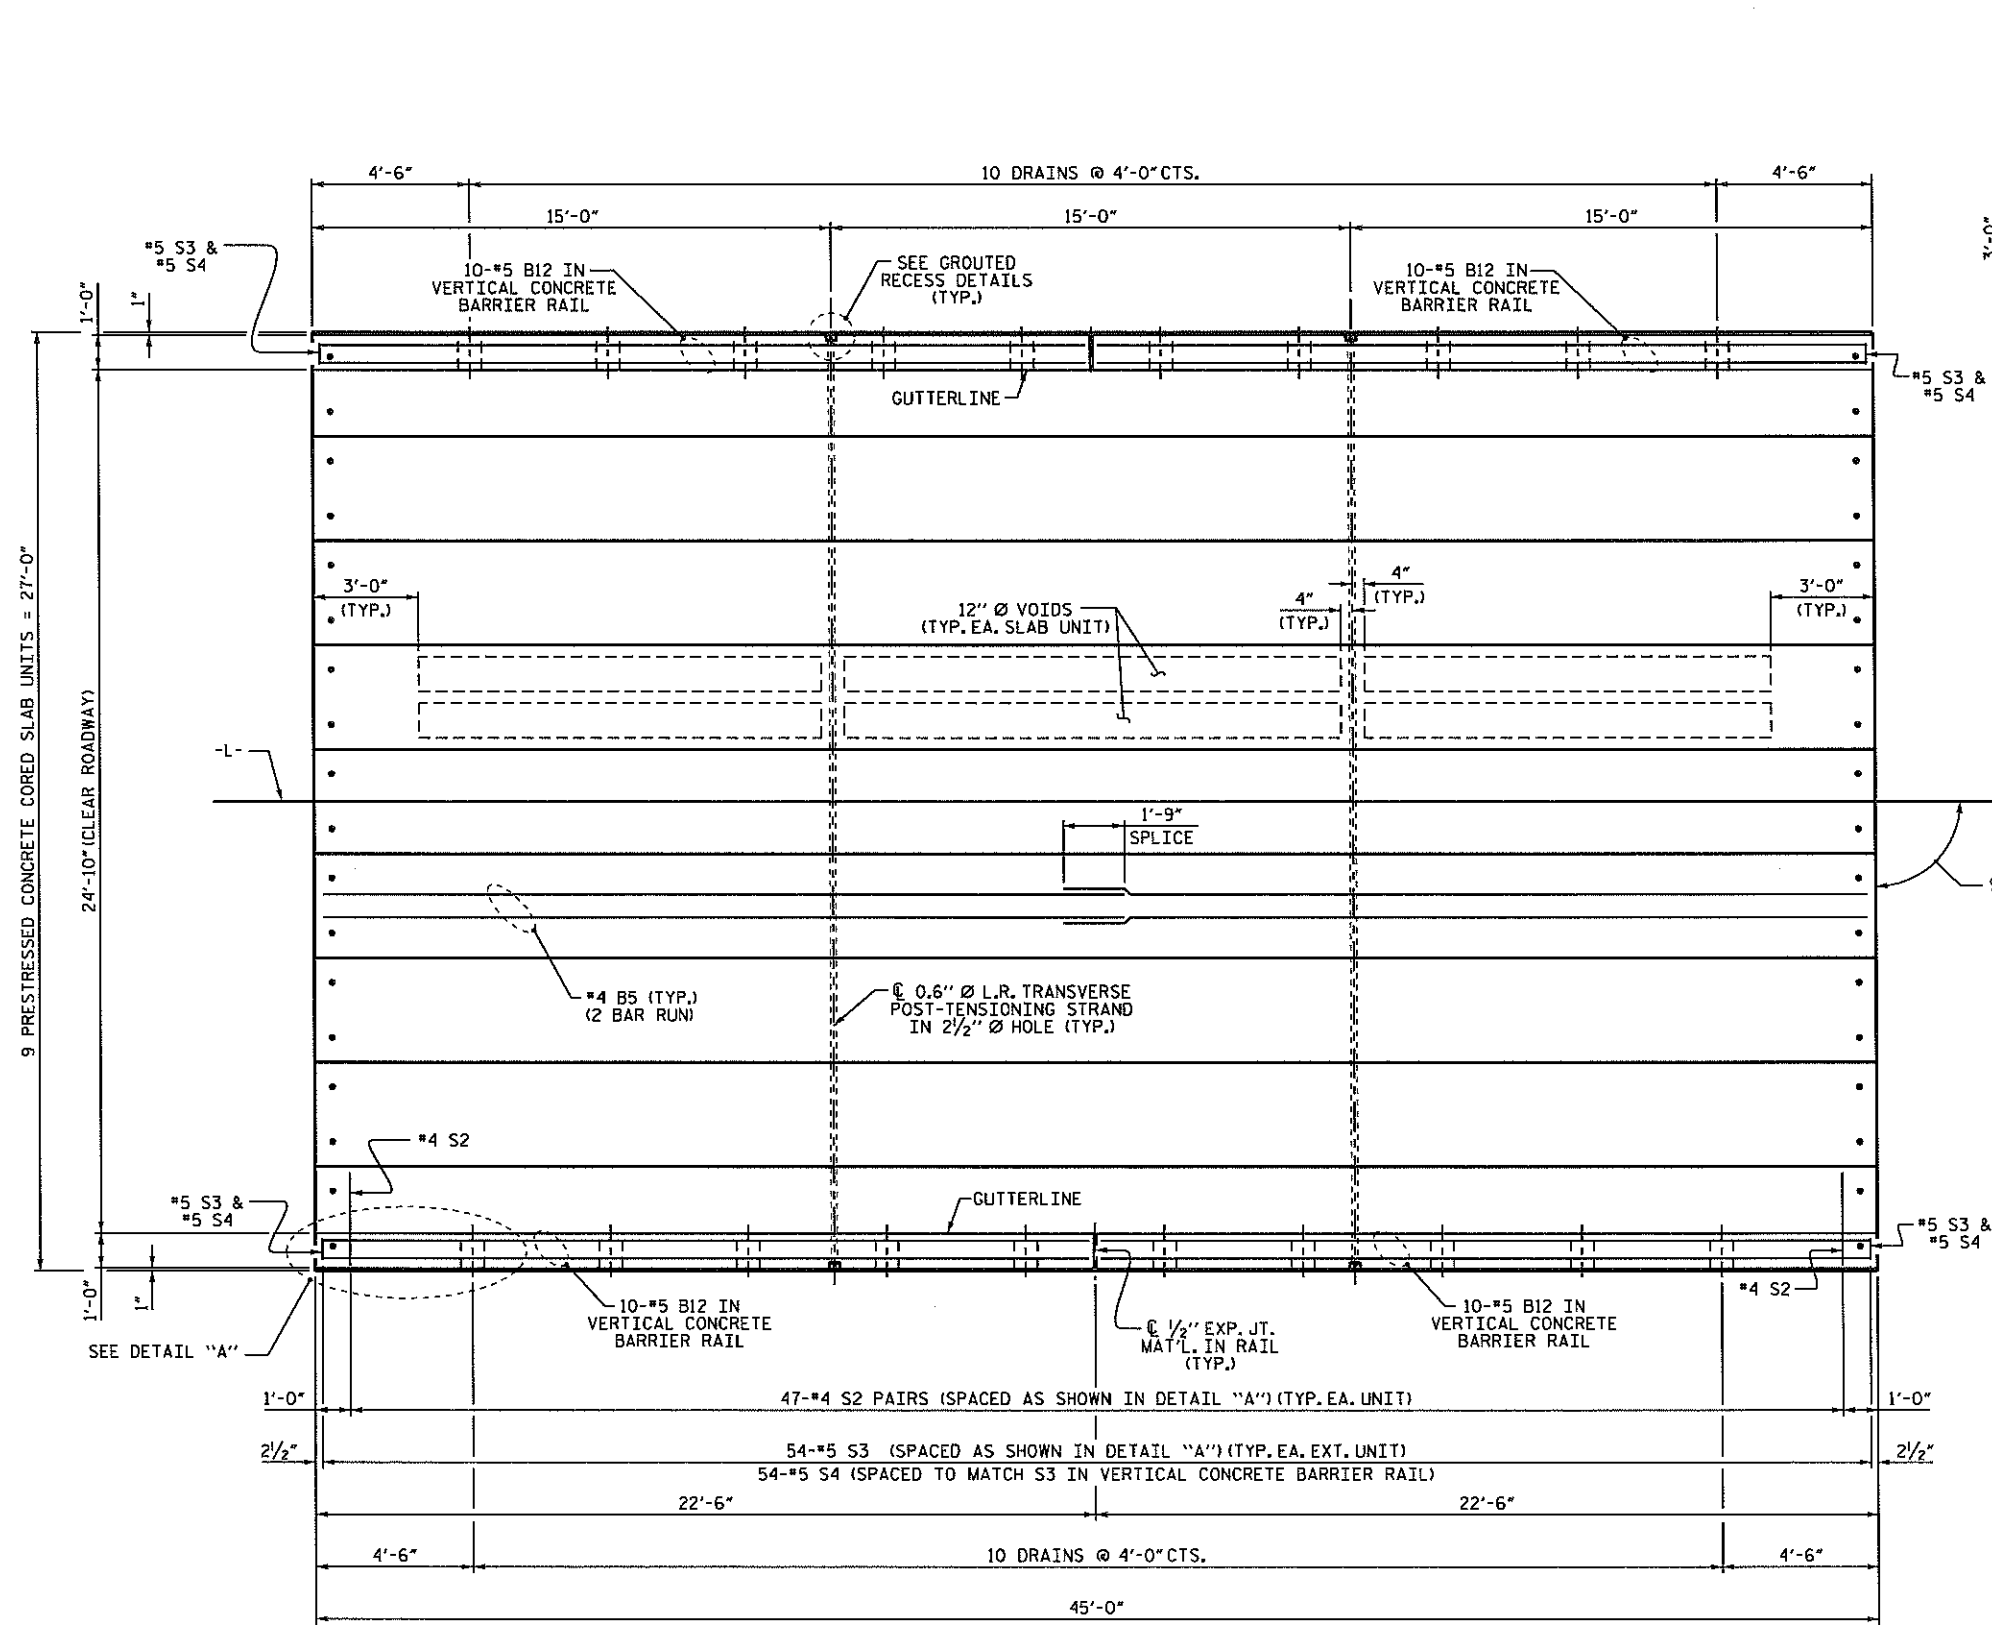 4'-6"
10 DRAINS @ 4'-0" CTS.
4'-6"
15'-0"
15'-0"
15'-0"
3'-0"
#5 S3 &
#5 S4
10-#5 B12 IN
VERTICAL CONCRETE
BARRIER RAIL
SEE GROUTED
RECESS DETAILS
(TYP.)
10-#5 B12 IN
VERTICAL CONCRETE
BARRIER RAIL
1'-0"
1"
GUTTERLINE
#5 S3 &
#5 S4
9 PRESTRESSED CONCRETE CORED SLAB UNITS = 27'-0"
24'-10" (CLEAR ROADWAY)
3'-0"
(TYP.)
12" Ø VOIDS
(TYP. EA. SLAB UNIT)
4"
(TYP.)
4"
(TYP.)
3'-0"
(TYP.)
-L-
1'-9"
SPLICE
#4 B5 (TYP.)
(2 BAR RUN)
℄ 0.6" Ø L.R. TRANSVERSE
POST-TENSIONING STRAND
IN 2½" Ø HOLE (TYP.)
#4 S2
#5 S3 &
#5 S4
GUTTERLINE
#5 S3 &
#5 S4
1'-0"
1"
#4 S2
SEE DETAIL "A"
10-#5 B12 IN
VERTICAL CONCRETE
BARRIER RAIL
℄ ½" EXP. JT.
MAT'L. IN RAIL
(TYP.)
10-#5 B12 IN
VERTICAL CONCRETE
BARRIER RAIL
1'-0"
47-#4 S2 PAIRS (SPACED AS SHOWN IN DETAIL "A") (TYP. EA. UNIT)
1'-0"
2½"
54-#5 S3 (SPACED AS SHOWN IN DETAIL "A") (TYP. EA. EXT. UNIT)
54-#5 S4 (SPACED TO MATCH S3 IN VERTICAL CONCRETE BARRIER RAIL)
2½"
22'-6"
22'-6"
4'-6"
10 DRAINS @ 4'-0" CTS.
4'-6"
45'-0"